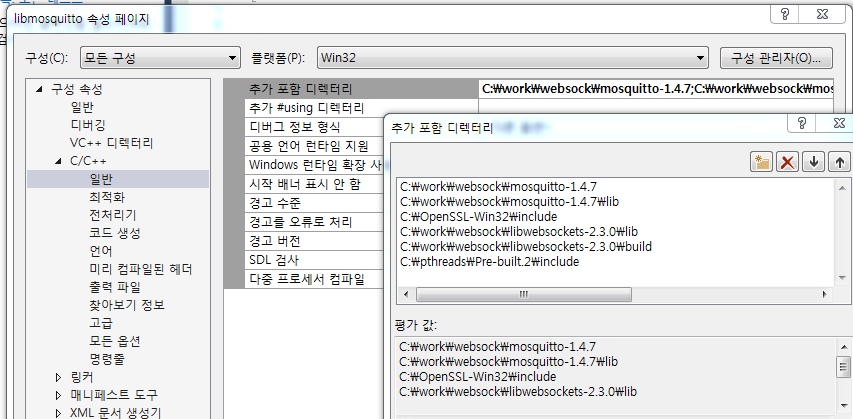 libmosquitto 속성 페이지
구성(C): 모든 구성 플랫폼(P): Win32 구성 관리자(O)...
구성 속성
일반
디버깅
VC++ 디렉터리
C/C++
일반
최적화
전처리기
코드 생성
언어
미리 컴파일된 헤더
출력 파일
찾아보기 정보
고급
모든 옵션
명령줄
링커
매니페스트 도구
XML 문서 생성기
추가 포함 디렉터리 C:\work\websock\mosquitto-1.4.7;C:\work\websock\mos
추가 #using 디렉터리
디버그 정보 형식
공용 언어 런타임 지원
Windows 런타임 확장 사
시작 배너 표시 안 함
경고 수준
경고를 오류로 처리
경고 버전
SDL 검사
다중 프로세서 컴파일
추가 포함 디렉터리
C:\work\websock\mosquitto-1.4.7
C:\work\websock\mosquitto-1.4.7\lib
C:\OpenSSL-Win32\include
C:\work\websock\libwebsockets-2.3.0\lib
C:\work\websock\libwebsockets-2.3.0\build
C:\pthreads\Pre-built.2\include
평가 값:
C:\work\websock\mosquitto-1.4.7
C:\work\websock\mosquitto-1.4.7\lib
C:\OpenSSL-Win32\include
C:\work\websock\libwebsockets-2.3.0\lib